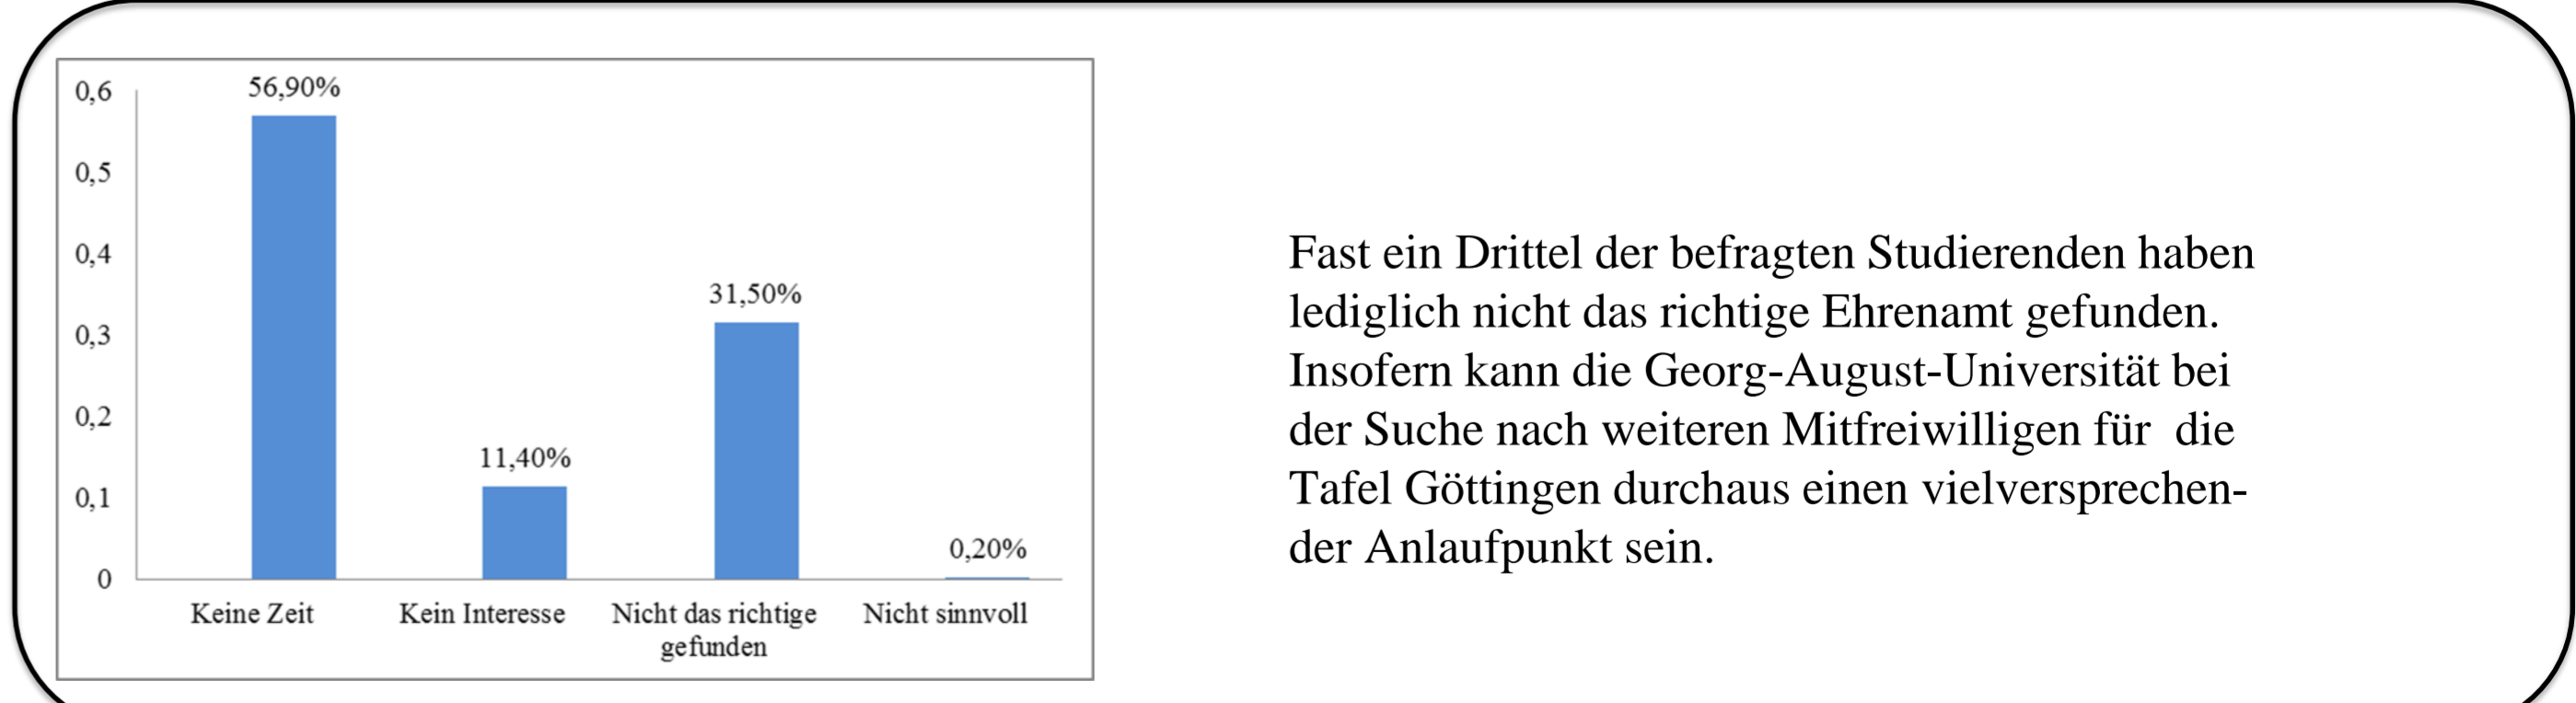 56,90%
0,6
0,5
0,4
31,50%
0,3
0,2
11,40%
0,1
0,20%
0
Keine Zeit
Kein Interesse
Nicht das richtige
gefunden
Nicht sinnvoll
Fast ein Drittel der befragten Studierenden haben
lediglich nicht das richtige Ehrenamt gefunden.
Insofern kann die Georg-August-Universität bei
der Suche nach weiteren Mitfreiwilligen für  die
Tafel Göttingen durchaus einen vielversprechen-
der Anlaufpunkt sein.